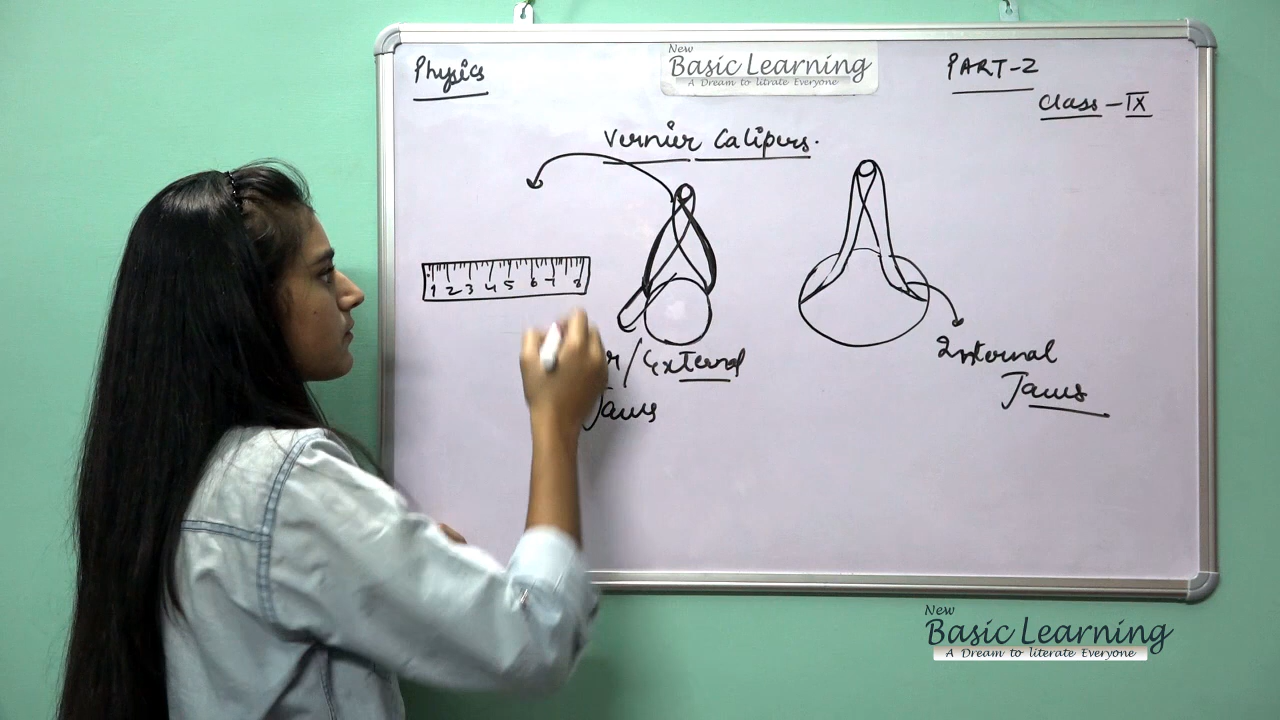 Physics
New
Basic Learning
A Dream to litrate Everyone
PART-2
Class-IX
Vernier Calipers.
1 2 3 4 5 6 7 8
/External
Jaws
Internal
Jaws
New
Basic Learning
A Dream to literate Everyone